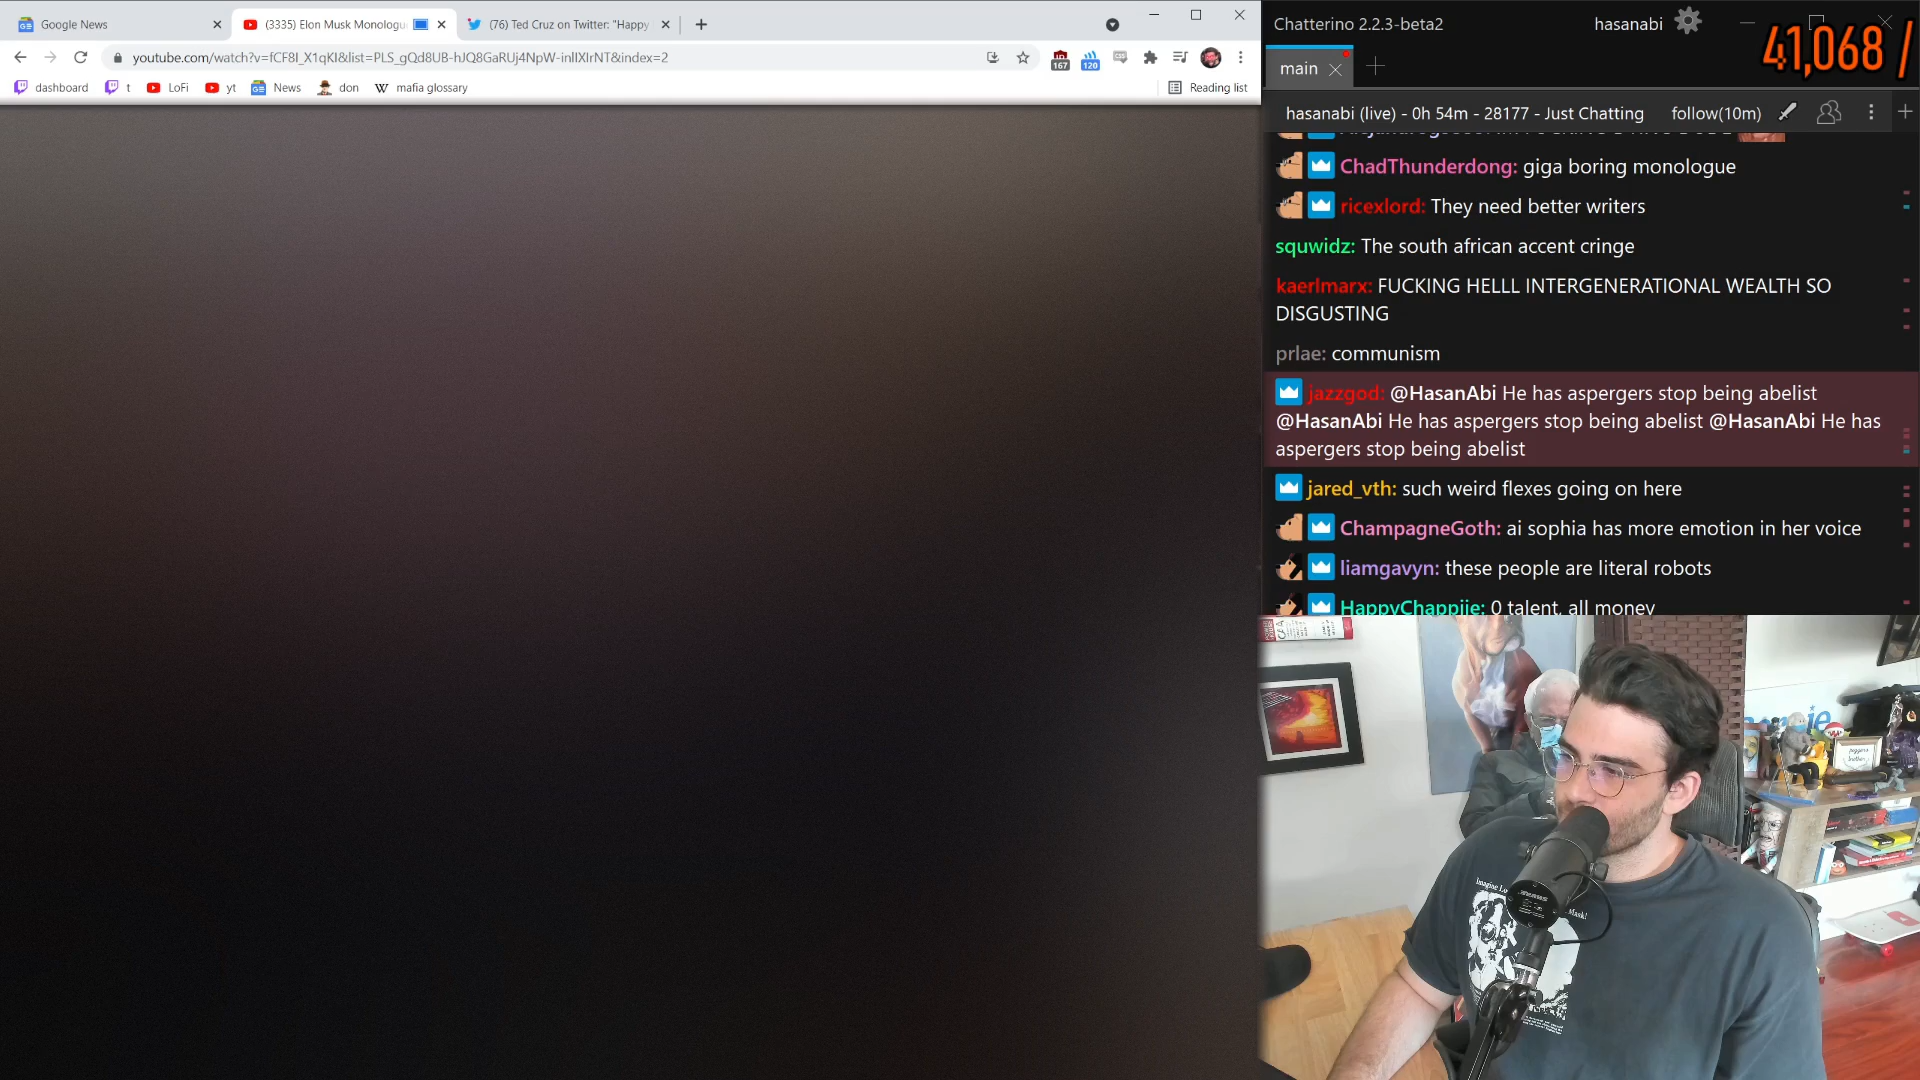 Google News
(3335) Elon Musk Monologu
(76) Ted Cruz on Twitter: "Happy
youtube.com/watch?v=fCF8I_X1qKI&list=PLS_gQd8UB-hJQ8GaRUj4NpW-inlIXIrNT&index=2
167
120
dashboard
t
LoFi
yt
News
don
mafia glossary
Reading list
Chatterino 2.2.3-beta2
hasanabi
41,068 /
main
hasanabi (live) - 0h 54m - 28177 - Just Chatting
follow(10m)
ChadThunderdong: giga boring monologue
ricexlord: They need better writers
squwidz: The south african accent cringe
kaerlmarx: FUCKING HELLL INTERGENERATIONAL WEALTH SO
DISGUSTING
prlae: communism
jazzgod: @HasanAbi He has aspergers stop being abelist
@HasanAbi He has aspergers stop being abelist @HasanAbi He has
aspergers stop being abelist
jared_vth: such weird flexes going on here
ChampagneGoth: ai sophia has more emotion in her voice
liamgavyn: these people are literal robots
HappyChappiie: 0 talent, all money
Imagine
Mask!